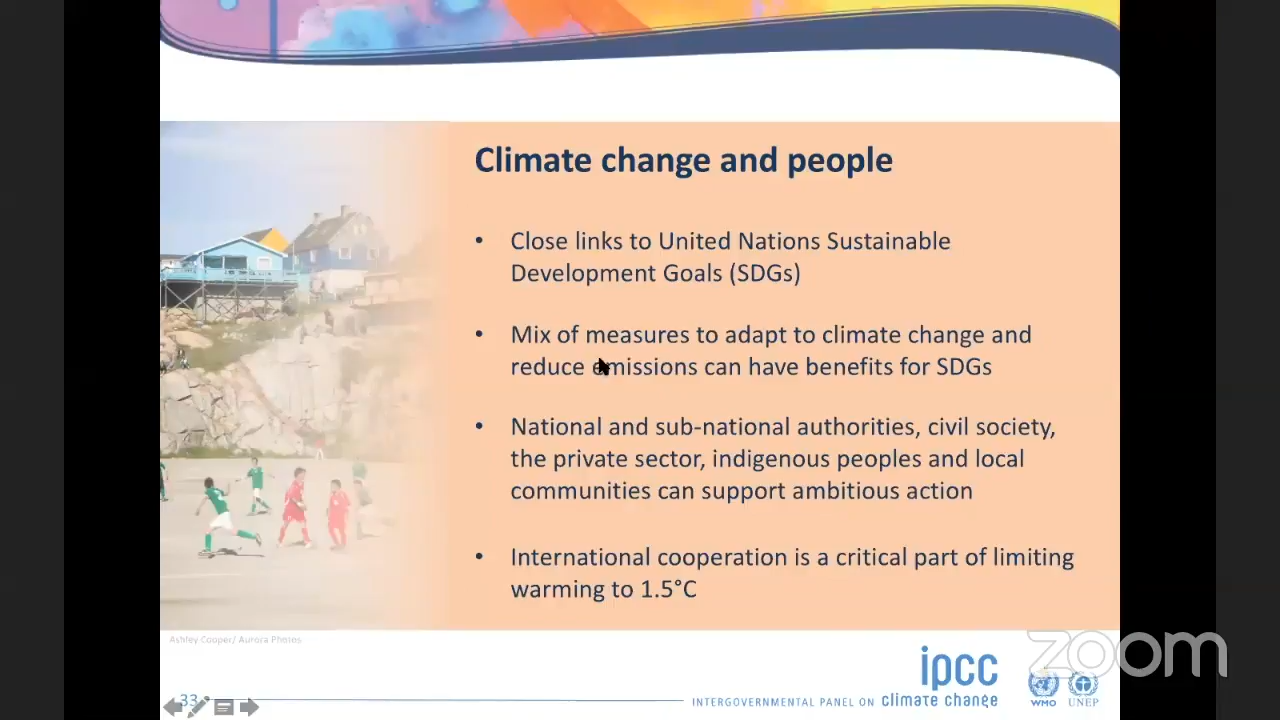 Climate change and people
• Close links to United Nations Sustainable
Development Goals (SDGs)
• Mix of measures to adapt to climate change and
reduce emissions can have benefits for SDGs
• National and sub-national authorities, civil society,
the private sector, indigenous peoples and local
communities can support ambitious action
• International cooperation is a critical part of limiting
warming to 1.5°C
Ashley Cooper/ Aurora Photos
33
ipcc
INTERGOVERNMENTAL PANEL ON climate change
WMO
UNEP
zoom